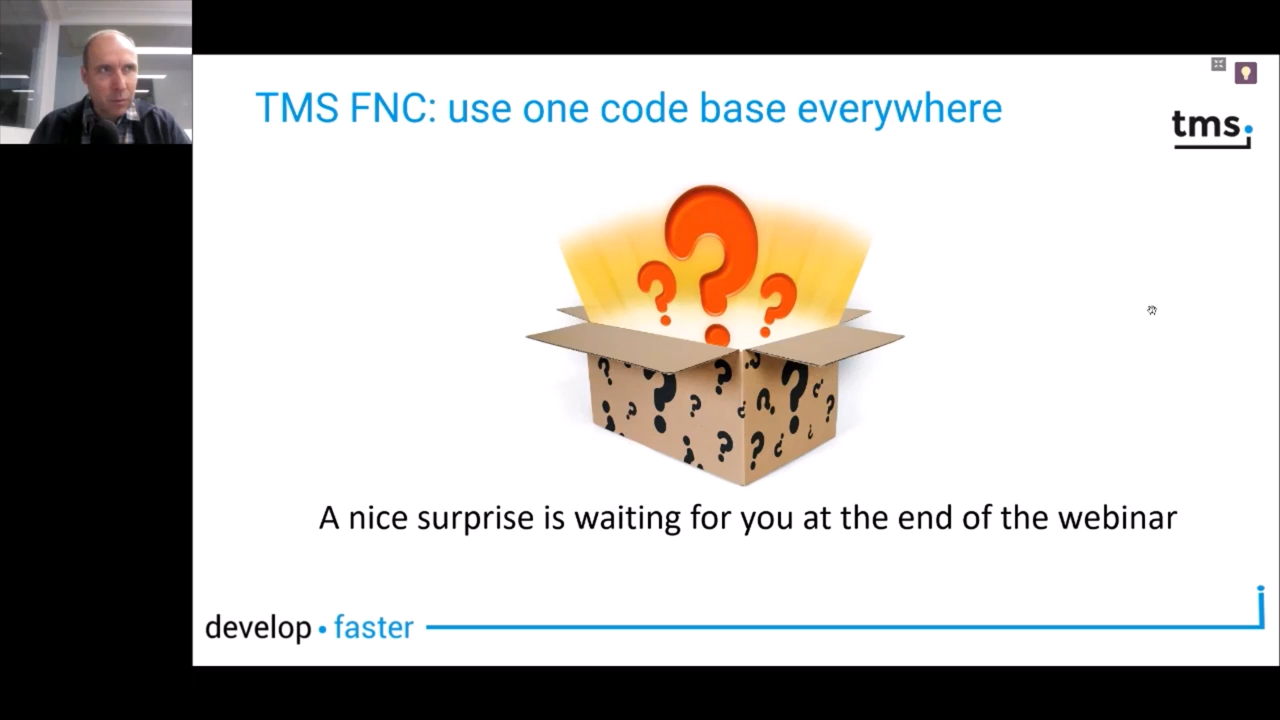 TMS FNC: use one code base everywhere
tms.
A nice surprise is waiting for you at the end of the webinar
develop • faster